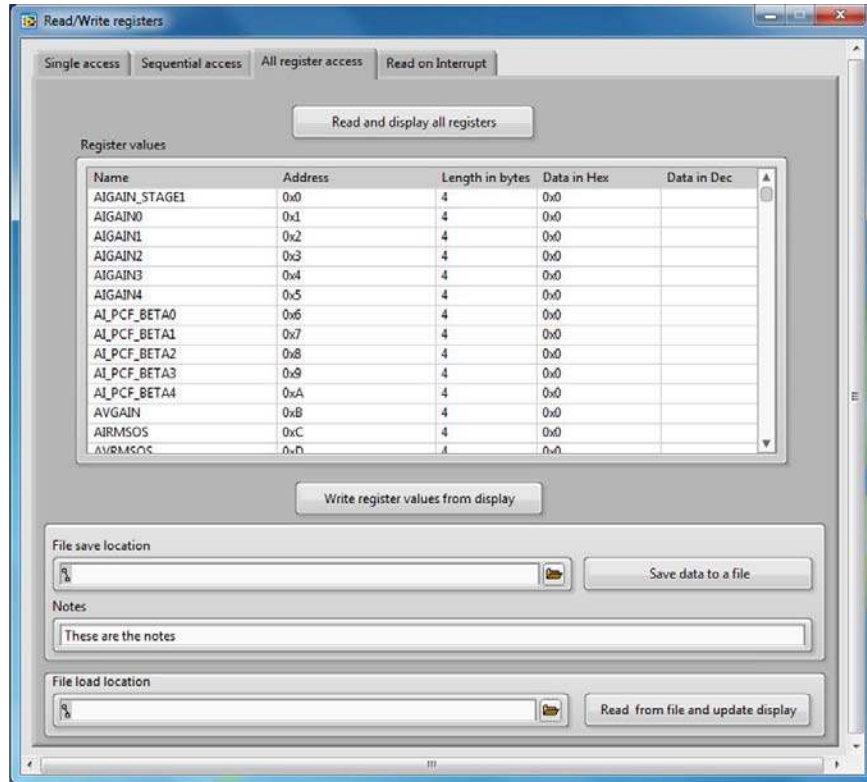 Read/Write registers
Single access Sequential access All register access Read on Interrupt
Read and display all registers
Register values
Name Address Length in bytes Data in Hex Data in Dec
AIGAIN_STAGE1 0x0 4 0x0
AIGAIN0 0x1 4 0x0
AIGAIN1 0x2 4 0x0
AIGAIN2 0x3 4 0x0
AIGAIN3 0x4 4 0x0
AIGAIN4 0x5 4 0x0
AI_PCF_BETA0 0x6 4 0x0
AI_PCF_BETA1 0x7 4 0x0
AI_PCF_BETA2 0x8 4 0x0
AI_PCF_BETA3 0x9 4 0x0
AI_PCF_BETA4 0xA 4 0x0
AVGAIN 0xB 4 0x0
AIRMSOS 0xC 4 0x0
AVRMSOS 0xD 4 0x0
Write register values from display
File save location
Save data to a file
Notes
These are the notes
File load location
Read from file and update display